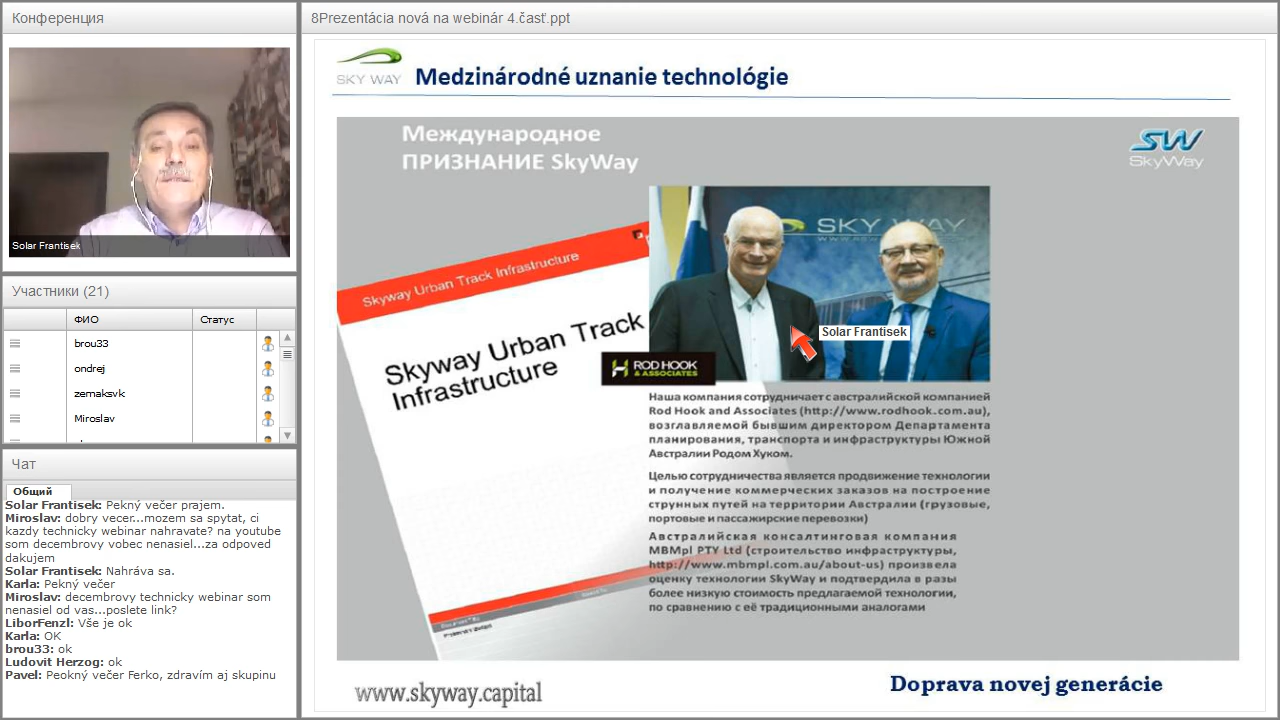 Конференция
Solar Frantisek
Участники (21)
ФИО
Статус
brou33
ondrej
zemaksvk
Miroslav
Чат
Общий
Solar Frantisek: Pekný večer prajem.
Miroslav: dobry vecer...mozem sa spytat, ci
kazdy technicky webinar nahravate? na youtube
som decembrovy vobec nenasiel...za odpoved
dakujem
Solar Frantisek: Nahráva sa.
Karla: Pekný večer
Miroslav: decembrovy technicky webinar som
nenasiel od vas...poslete link?
LiborFenzl: Vše je ok
Karla: OK
brou33: ok
Ludovit Herzog: ok
Pavel: Peokný večer Ferko, zdravím aj skupinu
8Prezentácia nová na webinár 4.časť.ppt
SKY WAY
Medzinárodné uznanie technológie
Международное
ПРИЗНАНИЕ SkyWay
SW
SkyWay
Skyway Urban Track Infrastructure
Skyway Urban Track
Infrastructure
SKY WAY
Solar Frantisek
ROD HOOK
& ASSOCIATES
Наша компания сотрудничает с австралийской компанией
Rod Hook and Associates (http://www.rodhook.com.au),
возглавляемой бывшим директором Департамента
планирования, транспорта и инфраструктуры Южной
Австралии Родом Хуком.
Целью сотрудничества является продвижение технологии
и получение коммерческих заказов на построение
струнных путей на территории Австралии (грузовые,
портовые и пассажирские перевозки)
Австралийская консалтинговая компания
MBMpl PTY Ltd (строительство инфраструктуры,
http://www.mbmpl.com.au/about-us) произвела
оценку технологии SkyWay и подтвердила в разы
более низкую стоимость предлагаемой технологии,
по сравнению с её традиционными аналогами
www.skyway.capital
Doprava novej generácie